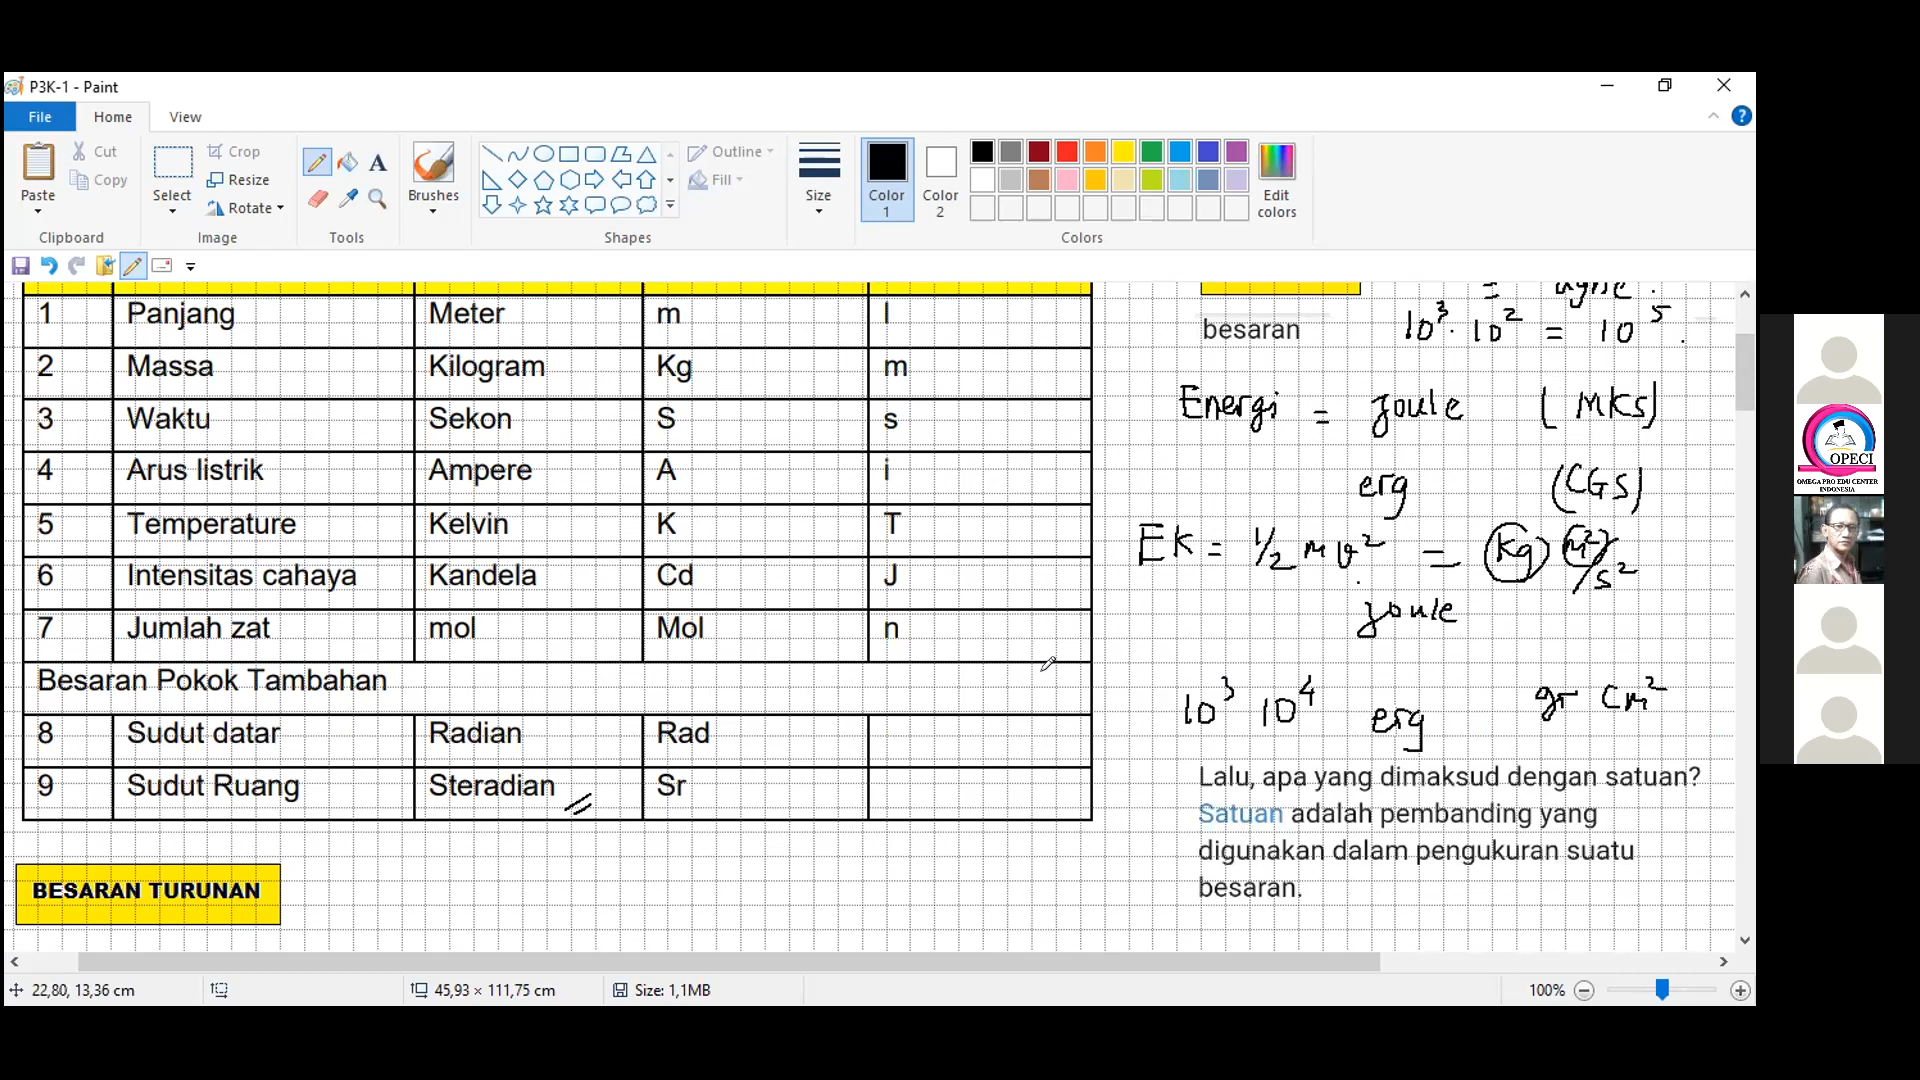 P3K-1 - Paint
File Home View
Paste Cut Copy Clipboard
Select Crop Resize Rotate Image
Tools
Brushes
Shapes
Outline
Fill
Size
Color 1
Color 2
Edit colors
Colors
1 Panjang Meter m l
2 Massa Kilogram Kg m
3 Waktu Sekon S s
4 Arus listrik Ampere A i
5 Temperature Kelvin K T
6 Intensitas cahaya Kandela Cd J
7 Jumlah zat mol Mol n
Besaran Pokok Tambahan
8 Sudut datar Radian Rad
9 Sudut Ruang Steradian Sr
BESARAN TURUNAN
= dyne.
besaran
10³ . 10² = 10⁵.
Energi = joule (MKS)
erg (CGS)
EK = ½ m v² = kg m²/s²
joule
10³ 10⁴ erg gr cm²
Lalu, apa yang dimaksud dengan satuan?
Satuan adalah pembanding yang
digunakan dalam pengukuran suatu
besaran.
22,80, 13,36 cm
45,93 × 111,75 cm
Size: 1,1MB
100%
OPECI
OMEGA PRO EDU CENTER
INDONESIA